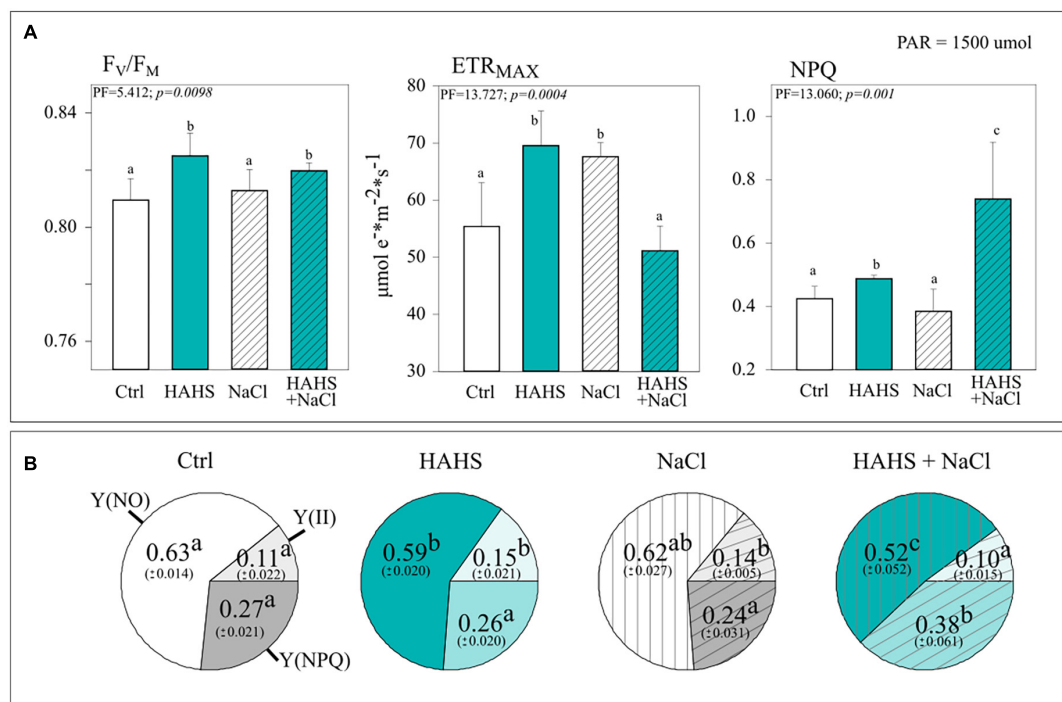 A
PAR = 1500 umol
FV/FM
PF=5.412; p=0.0098
0.84
0.80
0.76
a
b
a
b
Ctrl
HAHS
NaCl
HAHS
+NaCl
ETRMAX
PF=13.727; p=0.0004
µmol e⁻*m⁻²*s⁻¹
80
70
60
50
40
30
a
b
b
a
Ctrl
HAHS
NaCl
HAHS
+NaCl
NPQ
PF=13.060; p=0.001
1.0
0.8
0.6
0.4
0.2
a
b
a
c
Ctrl
HAHS
NaCl
HAHS
+NaCl
B
Ctrl
Y(NO)
Y(II)
0.63a
(±0.014)
0.11a
(±0.022)
0.27a
(±0.021)
Y(NPQ)
HAHS
0.59b
(±0.020)
0.15b
(±0.021)
0.26a
(±0.020)
NaCl
0.62ab
(±0.027)
0.14b
(±0.005)
0.24a
(±0.031)
HAHS + NaCl
0.52c
(±0.052)
0.10a
(±0.015)
0.38b
(±0.061)